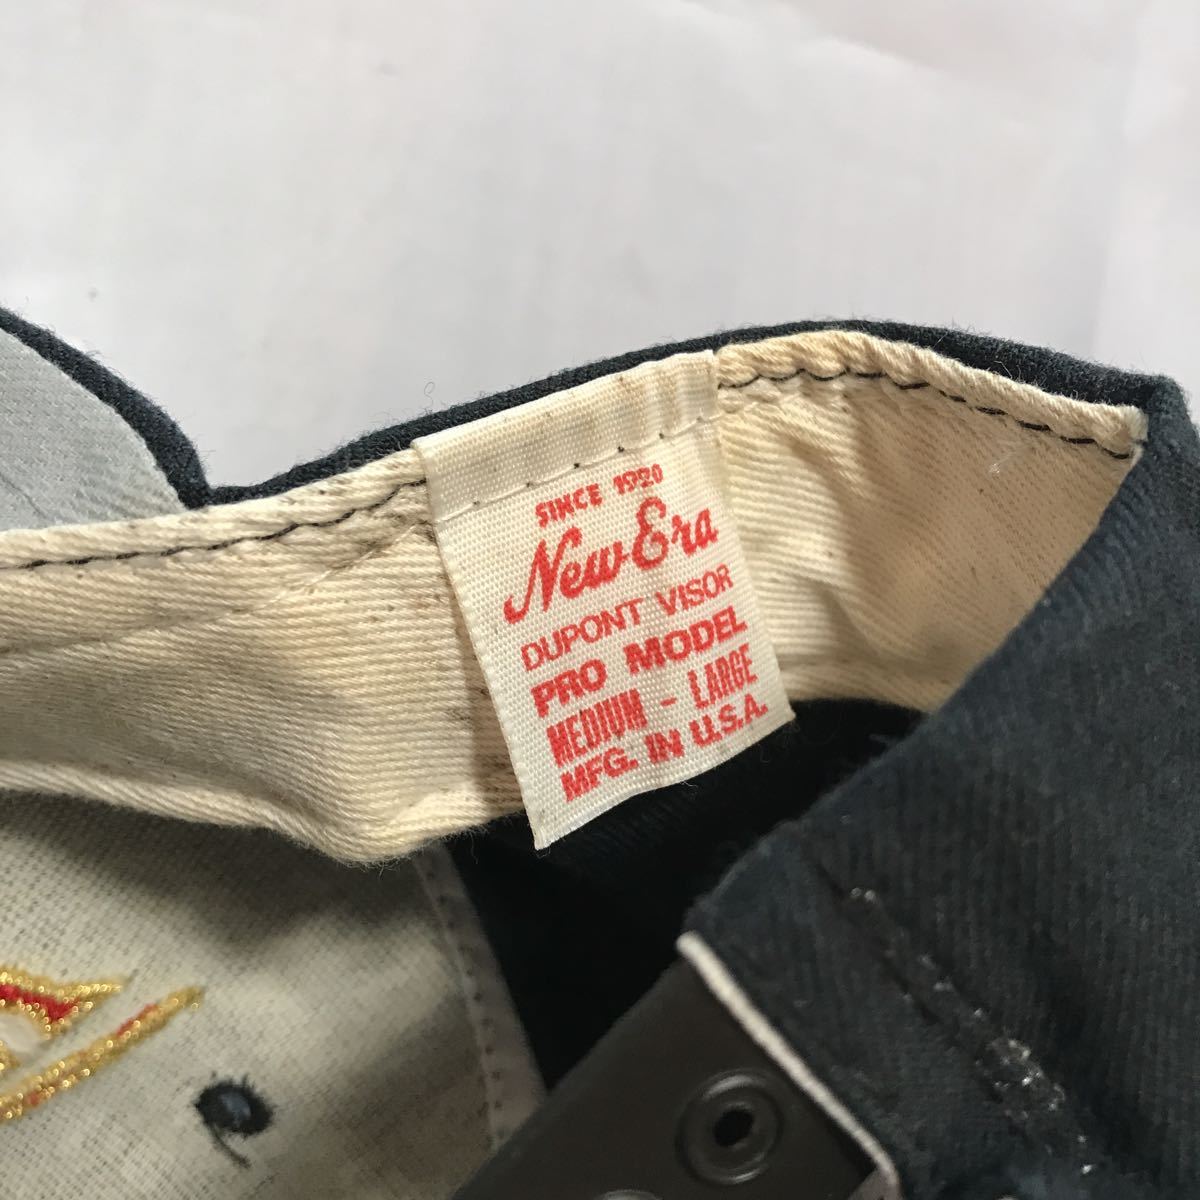 SINCE 1920
New Era
DUPONT VISOR
PRO MODEL
MEDIUM - LARGE
MFG. IN U.S.A.